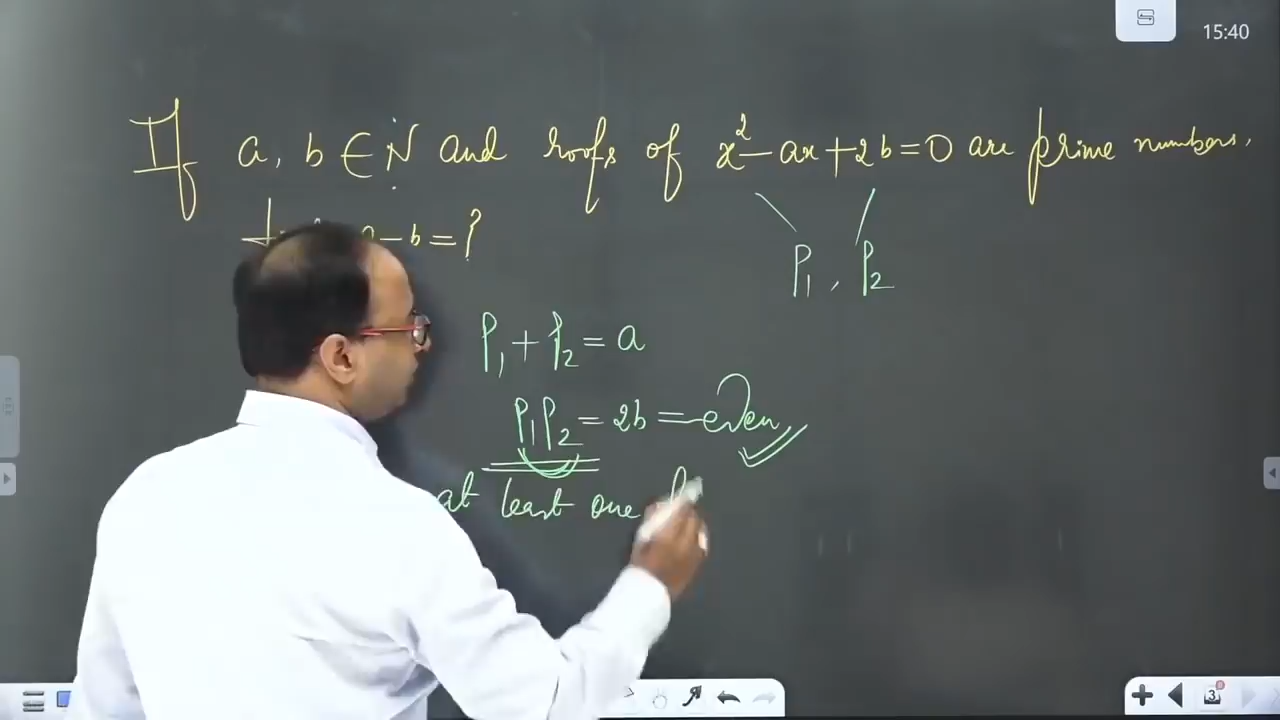 15:40
If a, b ∈ N and roots of x² - ax + 2b = 0 are prime numbers,
a - b = ?
P₁, P₂
P₁ + P₂ = a
P₁P₂ = 2b = even
at least one
3